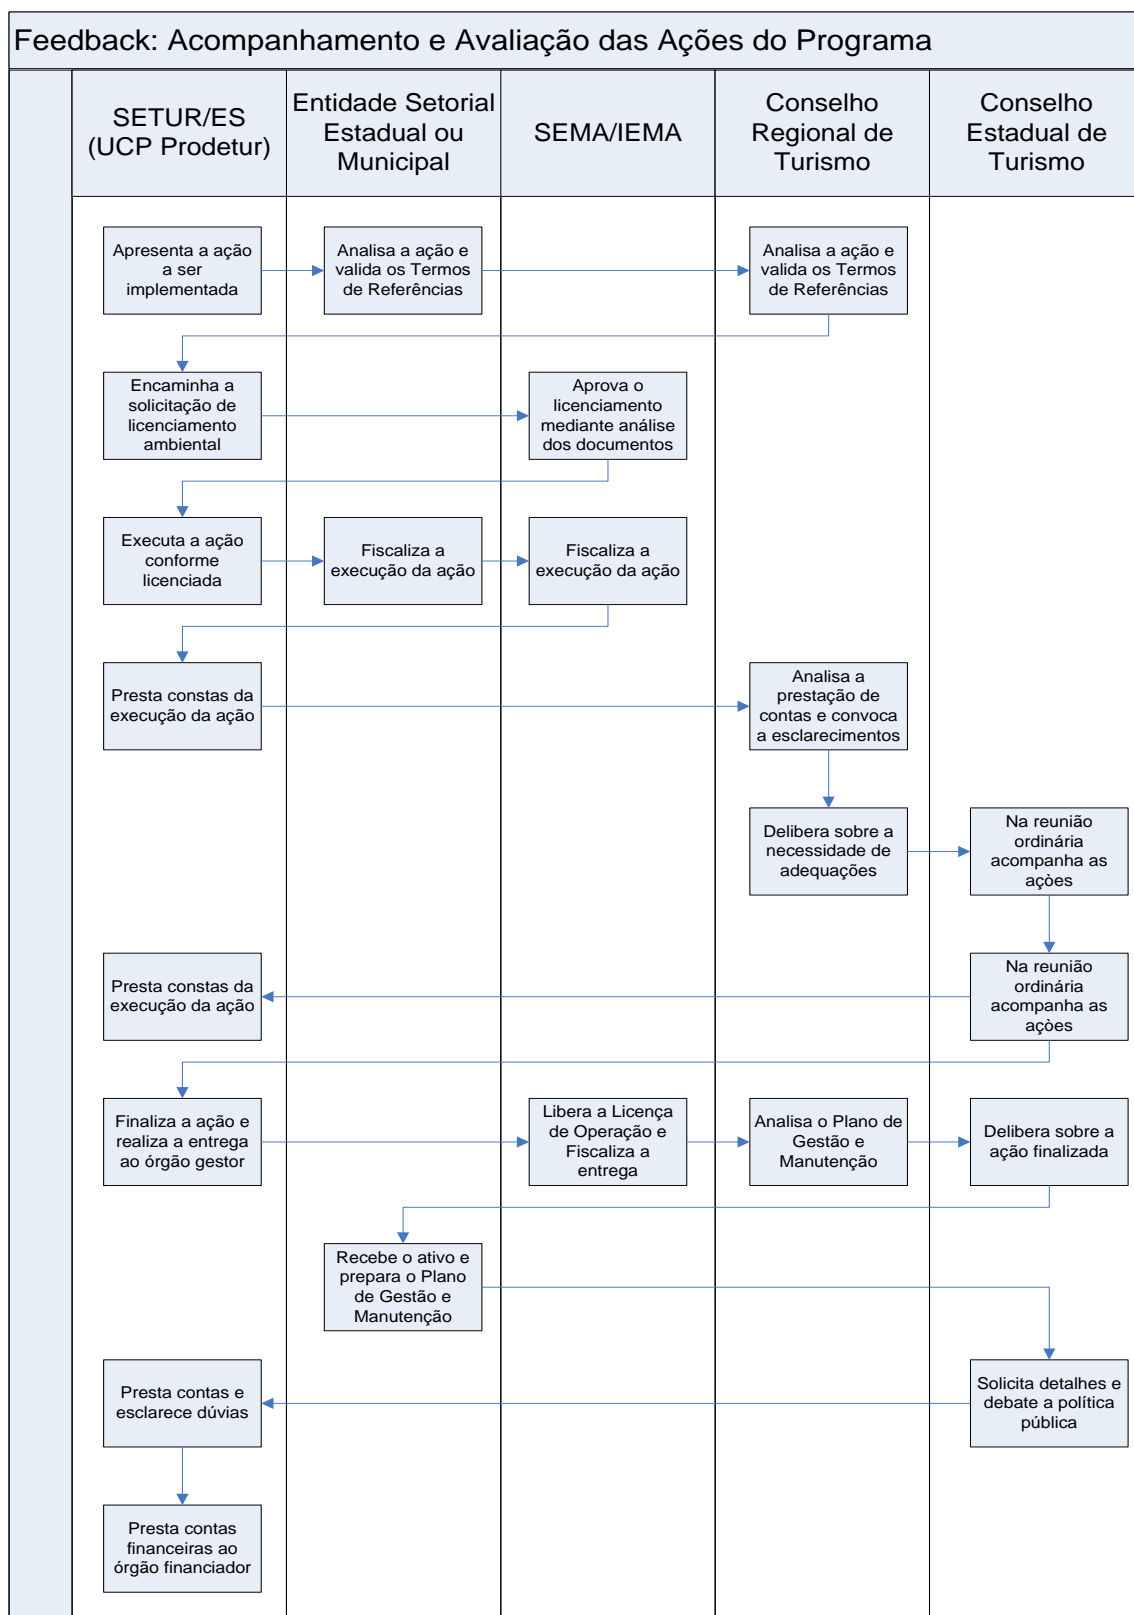 Feedback: Acompanhamento e Avaliação das Ações do Programa
SETUR/ES
(UCP Prodetur)
Entidade Setorial
Estadual ou
Municipal
SEMA/IEMA
Conselho
Regional de
Turismo
Conselho
Estadual de
Turismo
Apresenta a ação
a ser
implementada
Analisa a ação e
valida os Termos
de Referências
Analisa a ação e
valida os Termos
de Referências
Encaminha a
solicitação de
licenciamento
ambiental
Aprova o
licenciamento
mediante análise
dos documentos
Executa a ação
conforme
licenciada
Fiscaliza a
execução da ação
Fiscaliza a
execução da ação
Presta constas da
execução da ação
Analisa a
prestação de
contas e convoca
a esclarecimentos
Delibera sobre a
necessidade de
adequações
Na reunião
ordinária
acompanha as
açòes
Presta constas da
execução da ação
Na reunião
ordinária
acompanha as
açòes
Finaliza a ação e
realiza a entrega
ao órgão gestor
Libera a Licença
de Operação e
Fiscaliza a
entrega
Analisa o Plano de
Gestão e
Manutenção
Delibera sobre a
ação finalizada
Recebe o ativo e
prepara o Plano
de Gestão e
Manutenção
Presta contas e
esclarece dúvias
Solicita detalhes e
debate a política
pública
Presta contas
financeiras ao
órgão financiador